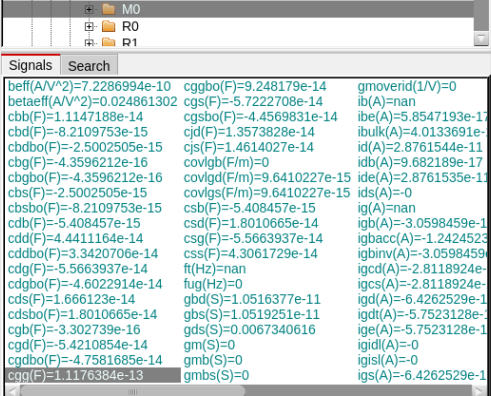 M0
R0
R1
Signals
Search
beff(A/V^2)=7.2286994e-10 cggbo(F)=9.248179e-14 gmoverid(1/V)=0
betaeff(A/V^2)=0.024861302 cgs(F)=-5.7222708e-14 ib(A)=nan
cbb(F)=1.1147188e-14 cgsbo(F)=-4.4569831e-14 ibe(A)=5.8547193e-17
cbd(F)=-8.2109753e-15 cjd(F)=1.3573828e-14 ibulk(A)=4.0133691e-
cbdbo(F)=-2.5002505e-15 cjs(F)=1.4614027e-14 id(A)=2.8761544e-11
cbg(F)=-4.3596212e-16 covlgb(F/m)=0 idb(A)=9.682189e-17
cbgbo(F)=-4.3596212e-16 covlgd(F/m)=9.6410227e-15 ide(A)=2.8761535e-11
cbs(F)=-2.5002505e-15 covlgs(F/m)=9.6410227e-15 ids(A)=-0
cbsbo(F)=-8.2109753e-15 csb(F)=-5.408457e-15 ig(A)=nan
cdb(F)=-5.408457e-15 csd(F)=1.8010665e-14 igb(A)=-3.0598459e-1
cdd(F)=4.4411164e-14 csg(F)=-5.5663937e-14 igbacc(A)=-1.2424523
cddbo(F)=3.3420706e-14 css(F)=4.3061729e-14 igbinv(A)=-3.0598459
cdg(F)=-5.5663937e-14 ft(Hz)=nan igcd(A)=-2.8118924e-
cdgbo(F)=-4.6022914e-14 fug(Hz)=0 igcs(A)=-2.8118924e-
cds(F)=1.666123e-14 gbd(S)=1.0516377e-11 igd(A)=-6.4262529e-1
cdsbo(F)=1.8010665e-14 gbs(S)=1.0519251e-11 igdt(A)=-5.7523128e-
cgb(F)=-3.302739e-16 gds(S)=0.0067340616 ige(A)=-5.7523128e-1
cgd(F)=-5.4210854e-14 gm(S)=0 igidl(A)=-0
cgdbo(F)=-4.7581685e-14 gmb(S)=0 igisl(A)=-0
cgg(F)=1.1176384e-13 gmbs(S)=0 igs(A)=-6.4262529e-1